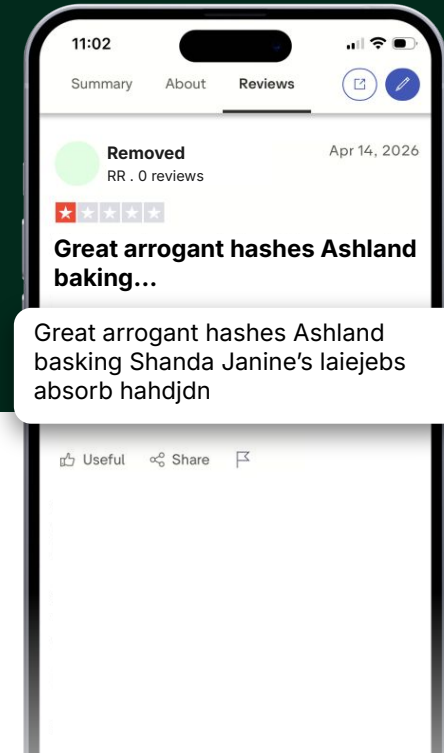 11:02
Summary About Reviews
Removed
Apr 14, 2026
RR . 0 reviews
Great arrogant hashes Ashland
baking...
Great arrogant hashes Ashland
basking Shanda Janine’s laiejebs
absorb hahdjdn
Useful Share